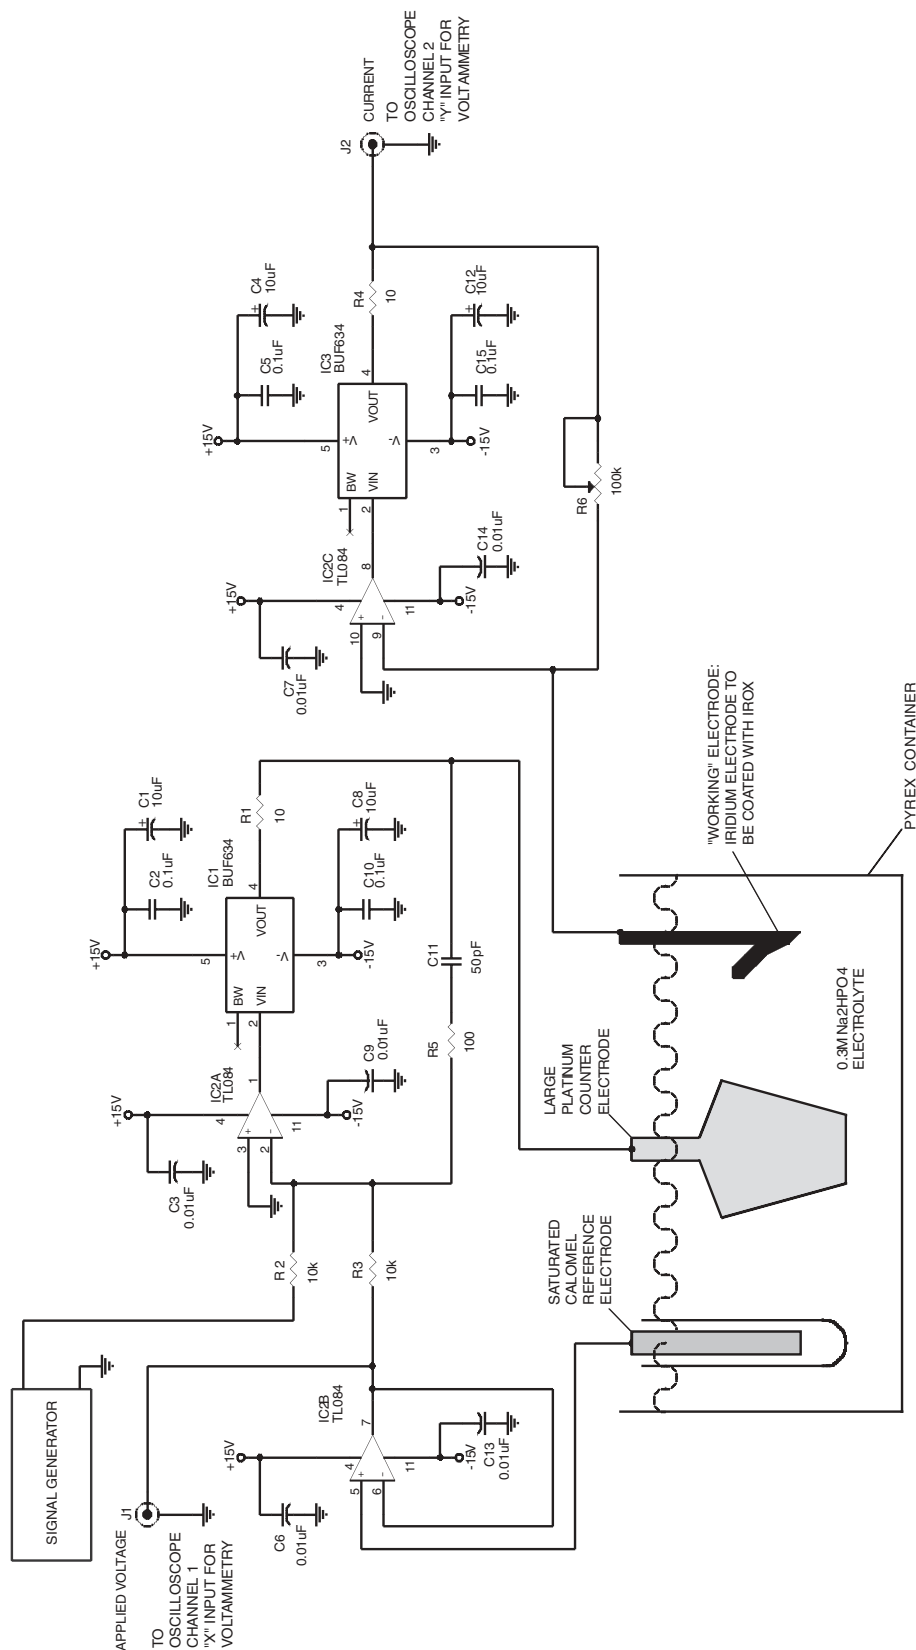 SIGNAL GENERATOR
APPLIED VOLTAGE
J1
TO
OSCILLOSCOPE
CHANNEL 1
"X" INPUT FOR
VOLTAMMETRY
+15V
C6
0.01uF
IC2B
TL084
5
6
4
7
11
-15V
C13
0.01uF
R2
10k
R3
10k
+15V
C3
0.01uF
IC2A
TL084
3
2
4
1
11
+
-
-15V
C9
0.01uF
+15V
C2
0.1uF
C1
10uF
+
IC1
BUF634
1
BW
2
VIN
5
V+
VOUT
4
V-
3
-15V
C10
0.1uF
C8
10uF
+
R1
10
R5
100
C11
50pF
+15V
C7
0.01uF
IC2C
TL084
10
9
4
8
11
+
-
-15V
C14
0.01uF
+15V
C5
0.1uF
C4
10uF
+
IC3
BUF634
1
BW
2
VIN
5
V+
VOUT
4
V-
3
-15V
C15
0.1uF
C12
10uF
+
R4
10
R6
100k
J2
CURRENT
TO
OSCILLOSCOPE
CHANNEL 2
"Y" INPUT FOR
VOLTAMMETRY
SATURATED
CALOMEL
REFERENCE
ELECTRODE
LARGE
PLATINUM
COUNTER
ELECTRODE
"WORKING" ELECTRODE:
IRIDIUM ELECTRODE TO
BE COATED WITH IROX
0.3M Na2HPO4
ELECTROLYTE
PYREX CONTAINER